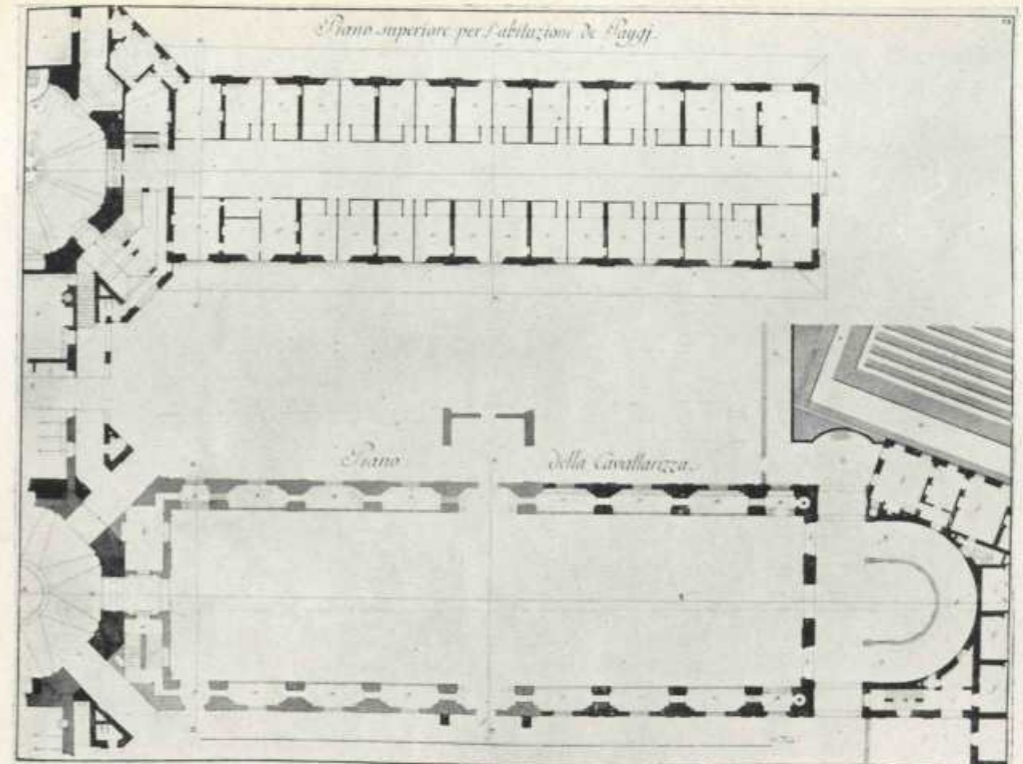 Piano superiore per l'abitazioni de Paggj.
Piano della Cavallarizza.